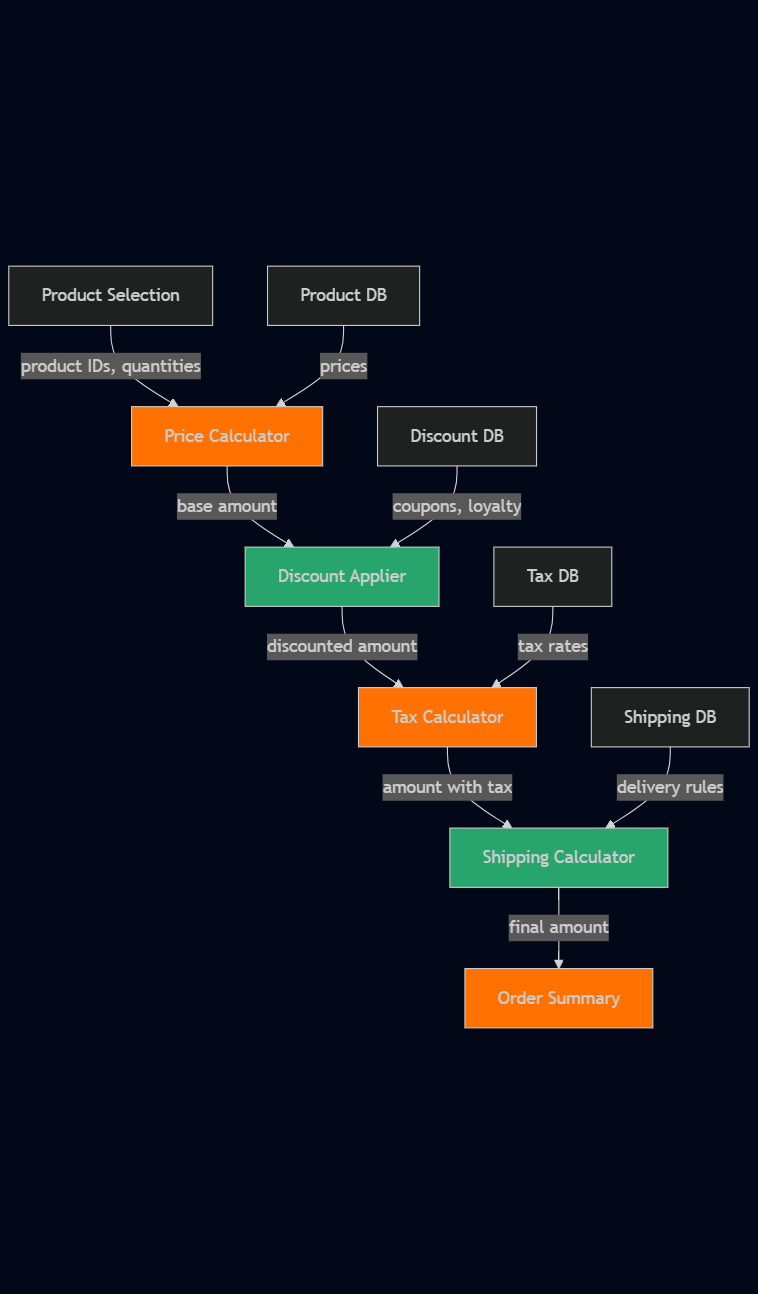 Product Selection
Product DB
product IDs, quantities
prices
Price Calculator
Discount DB
base amount
coupons, loyalty
Discount Applier
Tax DB
discounted amount
tax rates
Tax Calculator
Shipping DB
amount with tax
delivery rules
Shipping Calculator
final amount
Order Summary